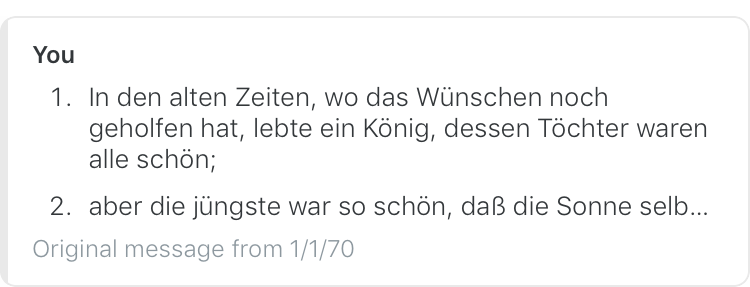 You
1. In den alten Zeiten, wo das Wünschen noch
geholfen hat, lebte ein König, dessen Töchter waren
alle schön;
2. aber die jüngste war so schön, daß die Sonne selb...
Original message from 1/1/70